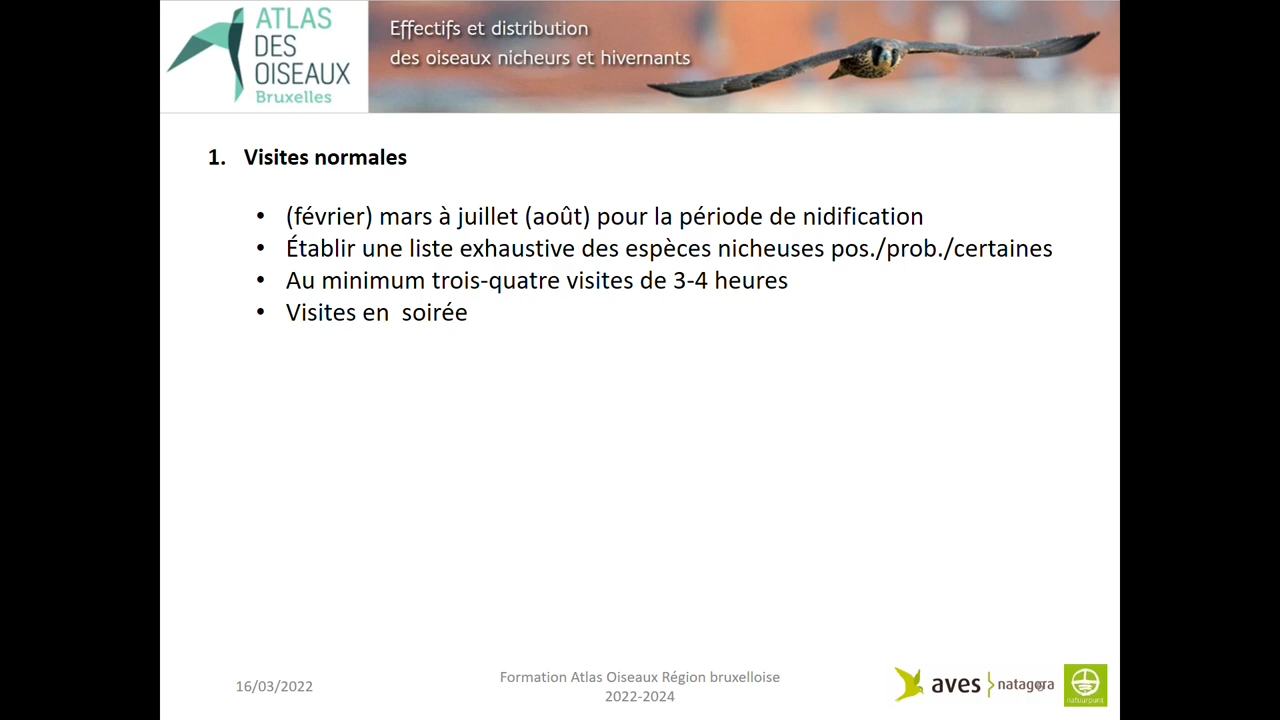 ATLAS
DES
OISEAUX
Bruxelles
Effectifs et distribution
des oiseaux nicheurs et hivernants
1. Visites normales
• (février) mars à juillet (août) pour la période de nidification
• Établir une liste exhaustive des espèces nicheuses pos./prob./certaines
• Au minimum trois-quatre visites de 3-4 heures
• Visites en  soirée
16/03/2022
Formation Atlas Oiseaux Région bruxelloise
2022-2024
aves
natagora
natuurpunt